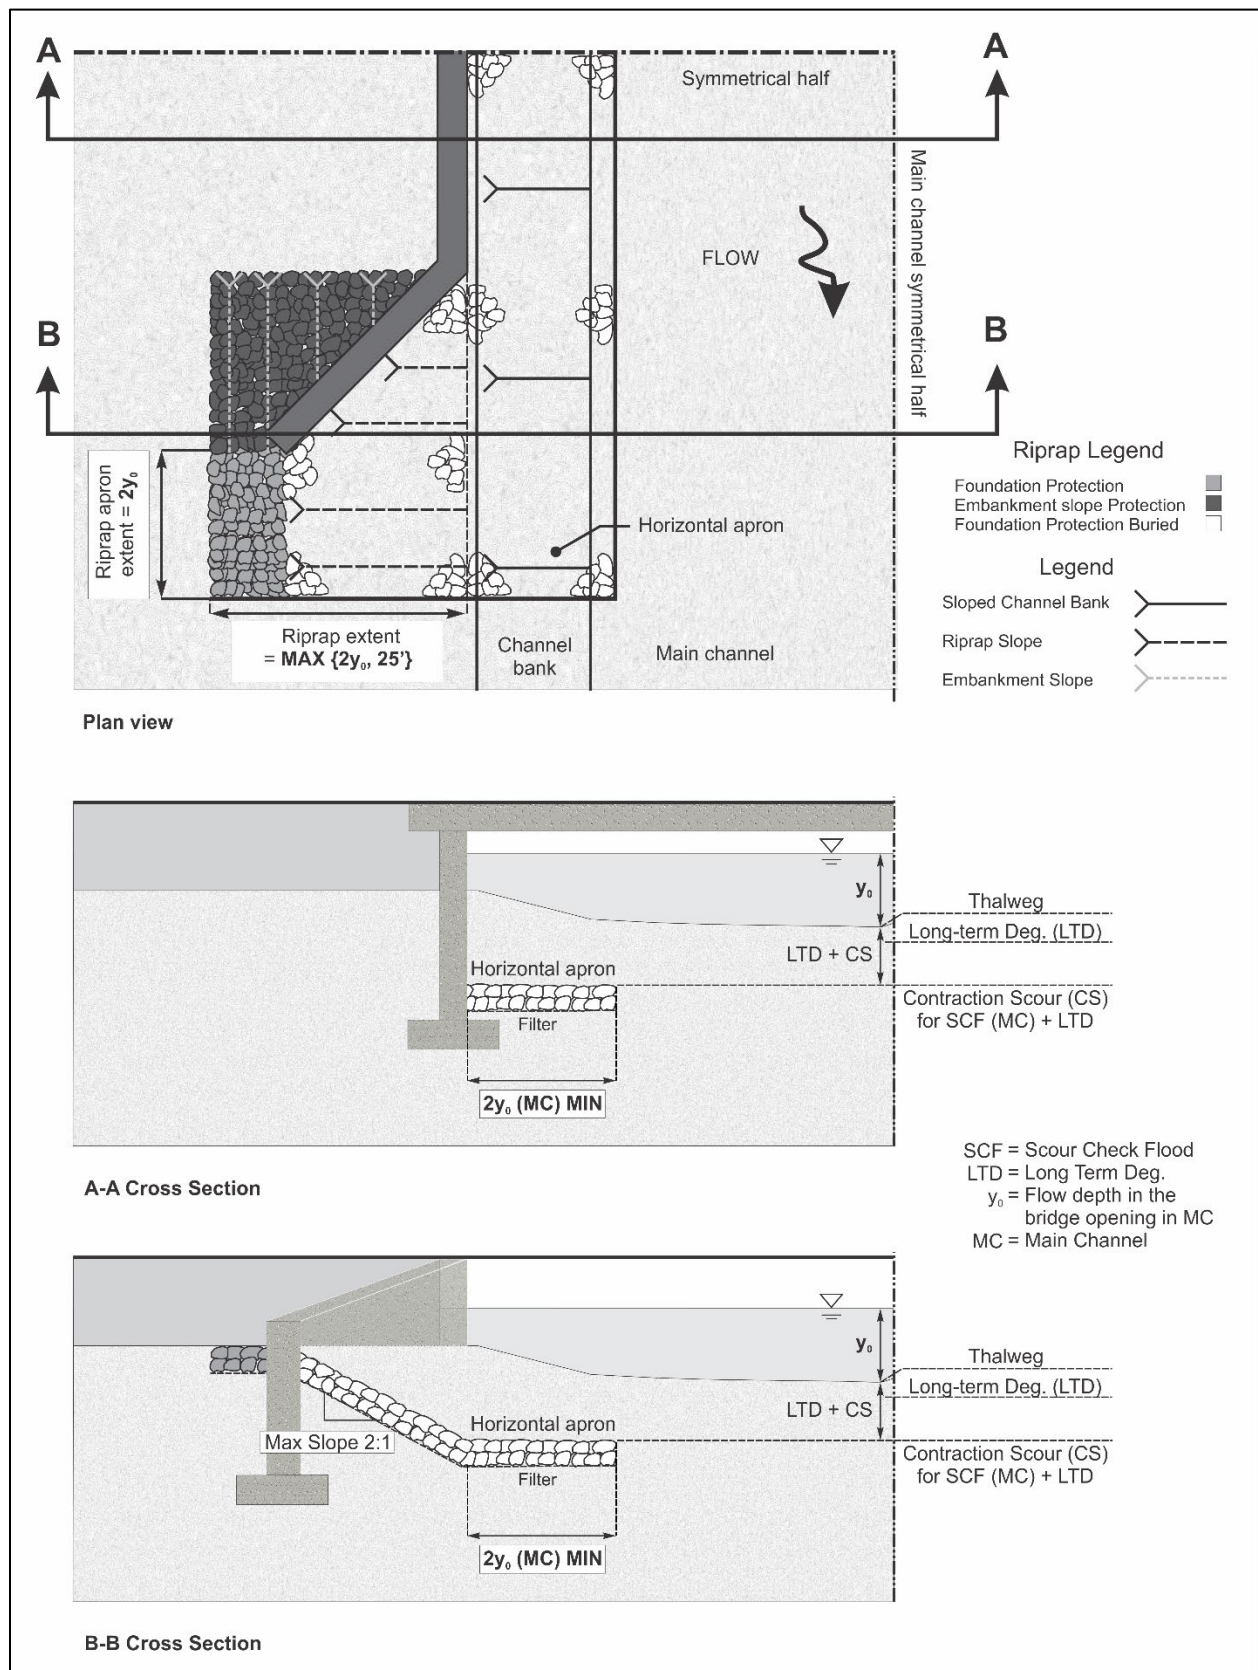 A
A
Symmetrical half
Main channel symmetrical half
FLOW
B
B
Riprap apron
extent = 2y₀
Riprap Legend
Foundation Protection
Embankment slope Protection
Foundation Protection Buried
Horizontal apron
Legend
Sloped Channel Bank
Riprap Slope
Embankment Slope
Riprap extent
= MAX {2y₀, 25'}
Channel
bank
Main channel
Plan view
y₀
Thalweg
Long-term Deg. (LTD)
LTD + CS
Horizontal apron
Contraction Scour (CS)
for SCF (MC) + LTD
Filter
2y₀ (MC) MIN
SCF = Scour Check Flood
LTD = Long Term Deg.
y₀ = Flow depth in the
bridge opening in MC
MC = Main Channel
A-A Cross Section
y₀
Thalweg
Long-term Deg. (LTD)
LTD + CS
Horizontal apron
Max Slope 2:1
Contraction Scour (CS)
for SCF (MC) + LTD
Filter
2y₀ (MC) MIN
B-B Cross Section